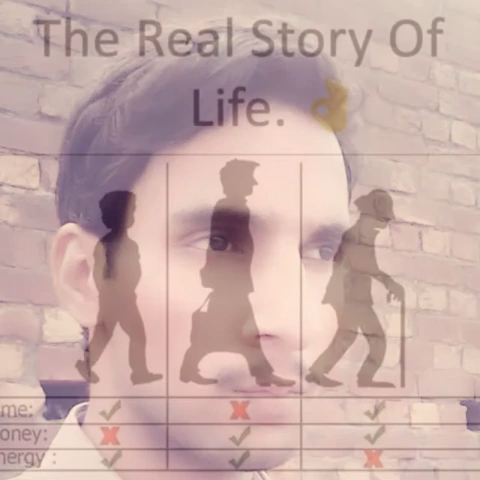 The Real Story Of
Life.
me: ✓ ✗ ✓
oney: ✗ ✓ ✓
nergy : ✓ ✓ ✗